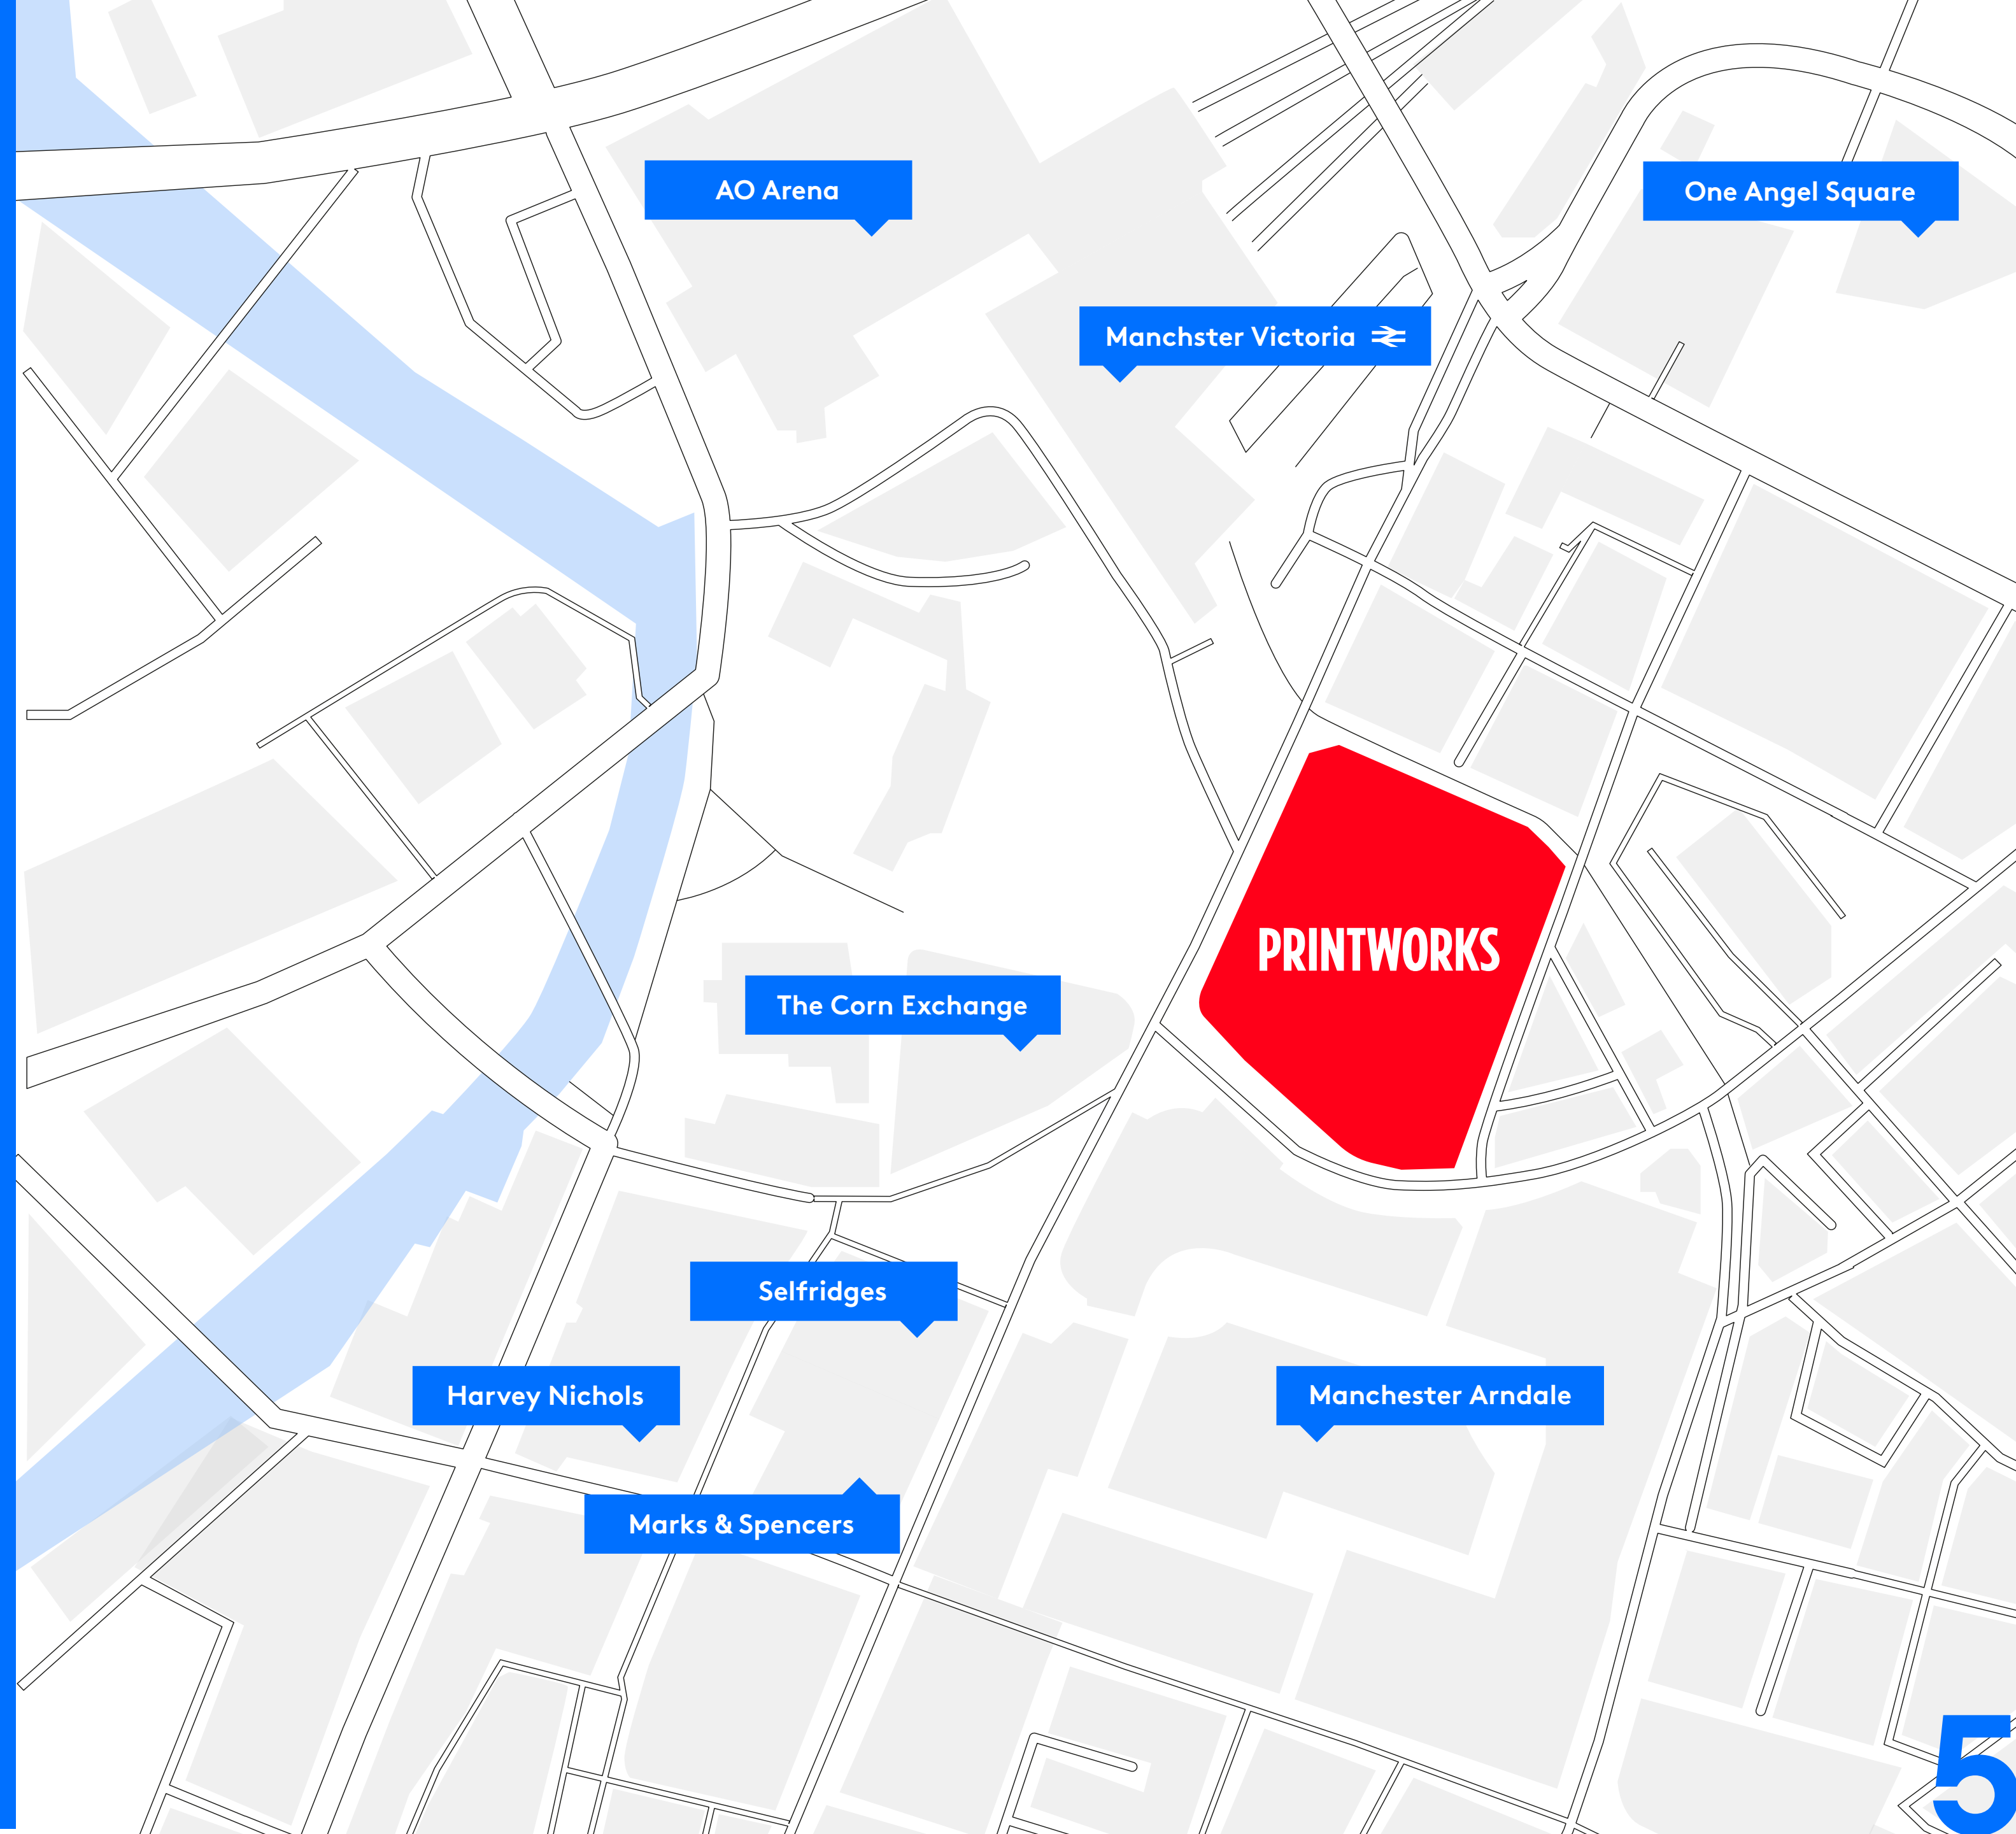 AO Arena
One Angel Square
Manchster Victoria
PRINTWORKS
The Corn Exchange
Selfridges
Harvey Nichols
Manchester Arndale
Marks & Spencers
5